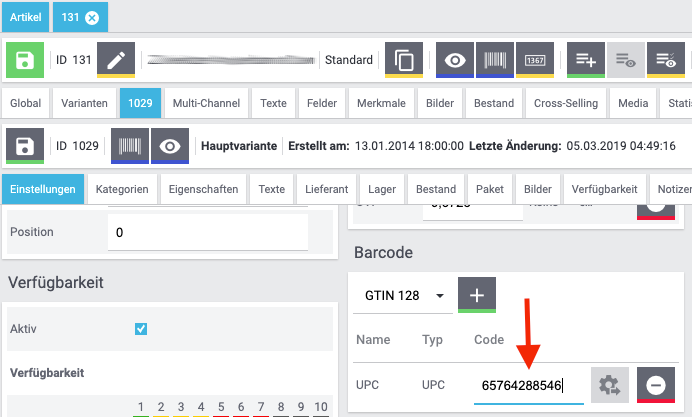 Artikel 131
ID 131 Standard 1367
Global Varianten 1029 Multi-Channel Texte Felder Merkmale Bilder Bestand Cross-Selling Media
ID 1029 Hauptvariante Erstellt am: 13.01.2014 18:00:00 Letzte Änderung: 05.03.2019 04:49:16
Einstellungen Kategorien Eigenschaften Texte Lieferant Lager Bestand Paket Bilder Verfügbarkeit Notizen
Position 0
Barcode
Verfügbarkeit
GTIN 128
Aktiv
Name Typ Code
Verfügbarkeit
UPC UPC 65764288546
1 2 3 4 5 6 7 8 9 10